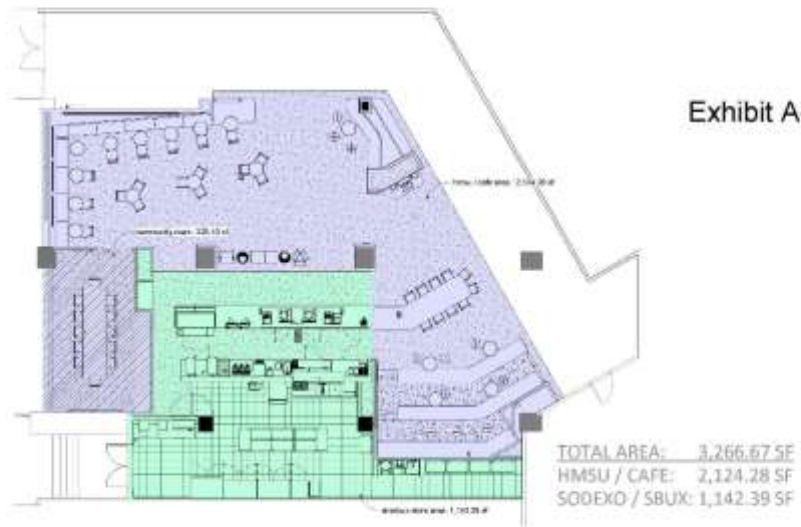 Exhibit A
TOTAL AREA: 3,266.67 SF
HMSU / CAFE: 2,124.28 SF
SODEXO / SBUX: 1,142.39 SF